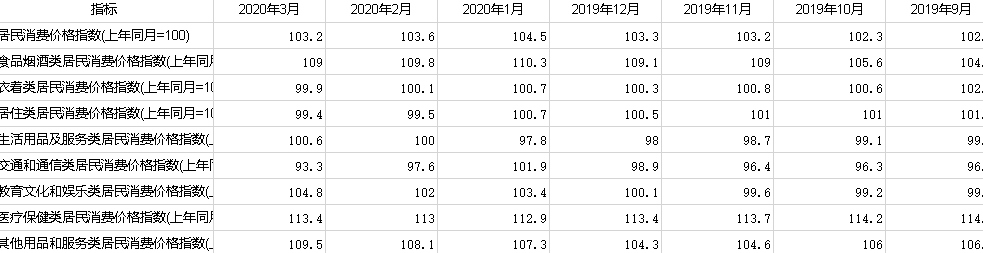 指标 2020年3月 2020年2月 2020年1月 2019年12月 2019年11月 2019年10月 2019年9月
居民消费价格指数(上年同月=100) 103.2 103.6 104.5 103.3 103.2 102.3 102.
食品烟酒类居民消费价格指数(上年同月 109 109.8 110.3 109.1 109 105.6 104.
衣着类居民消费价格指数(上年同月=10 99.9 100.1 100.7 100.3 100.8 100.6 102.
居住类居民消费价格指数(上年同月=10 99.4 99.5 100.7 100.5 101 101 101.
生活用品及服务类居民消费价格指数(上 100.6 100 97.8 98 98.7 99.1 99.
交通和通信类居民消费价格指数(上年同 93.3 97.6 101.9 98.9 96.4 96.3 96.
教育文化和娱乐类居民消费价格指数(上 104.8 102 103.4 100.1 99.6 99.2 99.
医疗保健类居民消费价格指数(上年同月 113.4 113 112.9 113.4 113.7 114.2 114.
其他用品和服务类居民消费价格指数(上 109.5 108.1 107.3 104.3 104.6 106 106.